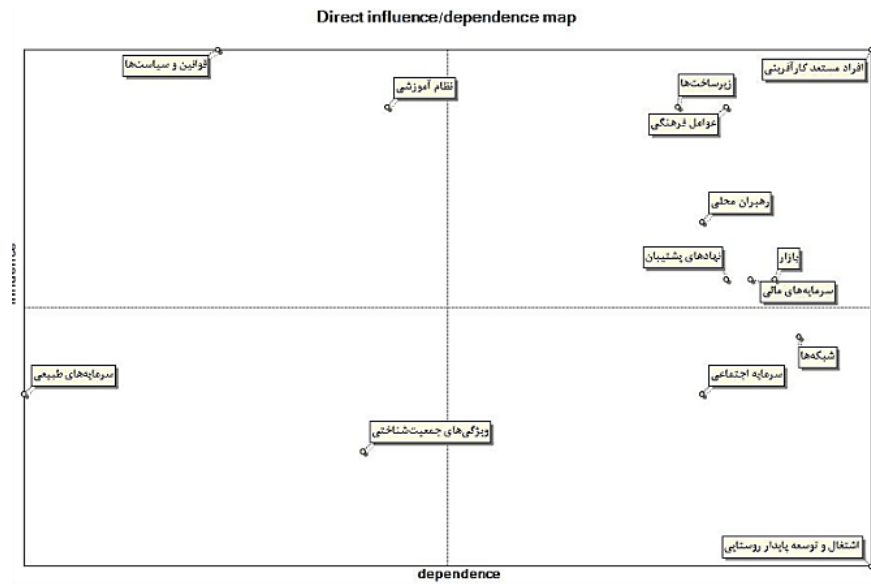 Direct influence/dependence map
قوانین و سیاست‌ها
افراد مستعد کارآفرینی
نظام آموزشی
زیرساخت‌ها
عوامل فرهنگی
رهبران محلی
نهادهای پشتیبان
بازار
سرمایه‌های مالی
شبکه‌ها
سرمایه‌های طبیعی
سرمایه اجتماعی
ویژگی‌های جمعیت‌شناختی
اشتغال و توسعه پایدار روستایی
dependence